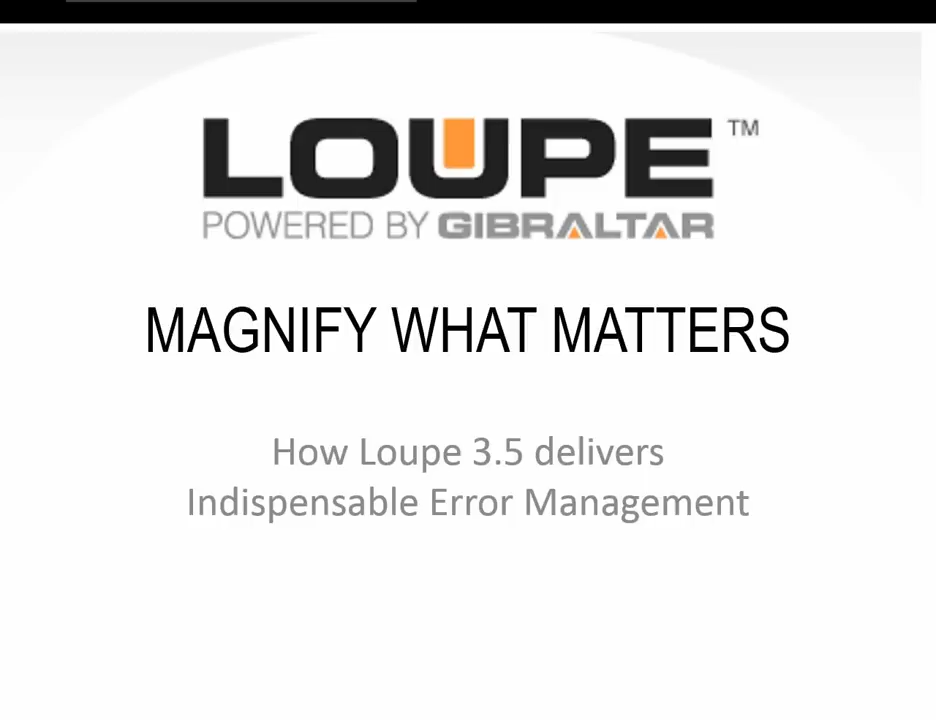 LOUPE™
POWERED BY GIBRALTAR
MAGNIFY WHAT MATTERS
How Loupe 3.5 delivers
Indispensable Error Management